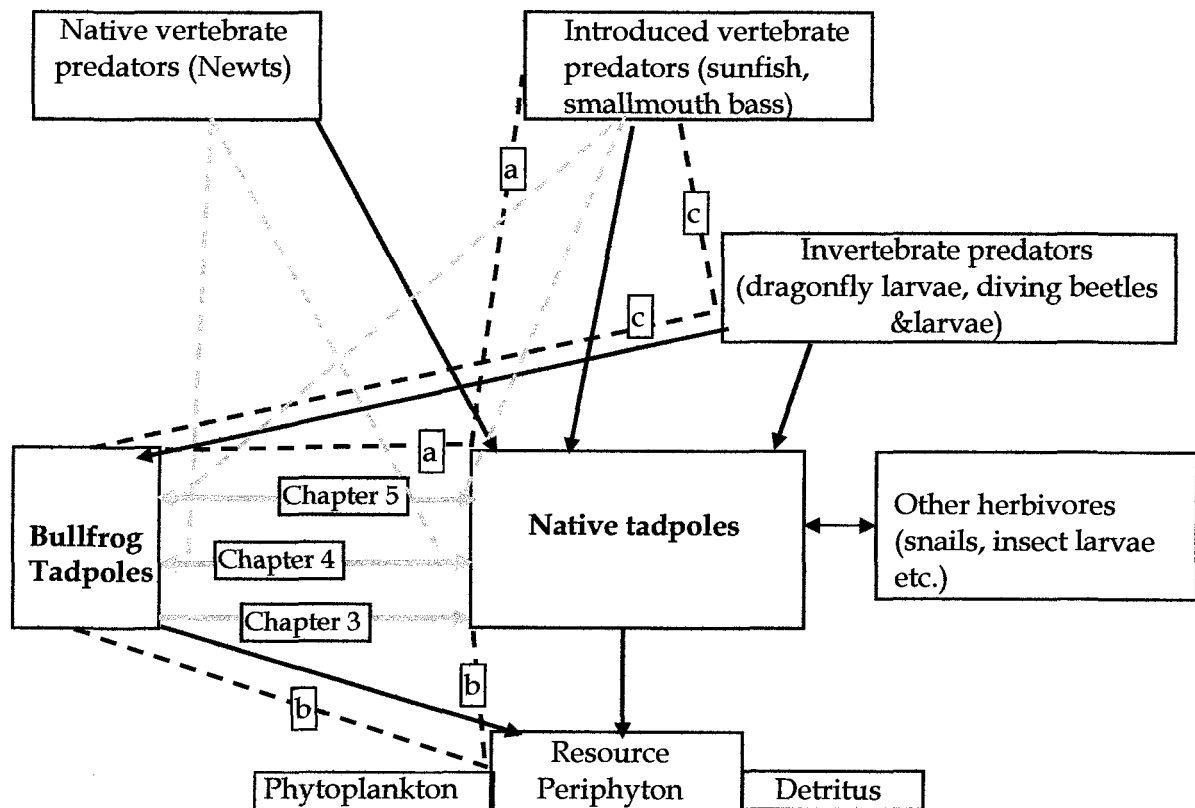 Native vertebrate
predators (Newts)
Introduced vertebrate
predators (sunfish,
smallmouth bass)
a
c
Invertebrate predators
(dragonfly larvae, diving beetles
&larvae)
c
a
Bullfrog
Tadpoles
Chapter 5
Chapter 4
Chapter 3
Native tadpoles
Other herbivores
(snails, insect larvae
etc.)
b
b
Resource
Periphyton
Phytoplankton
Detritus